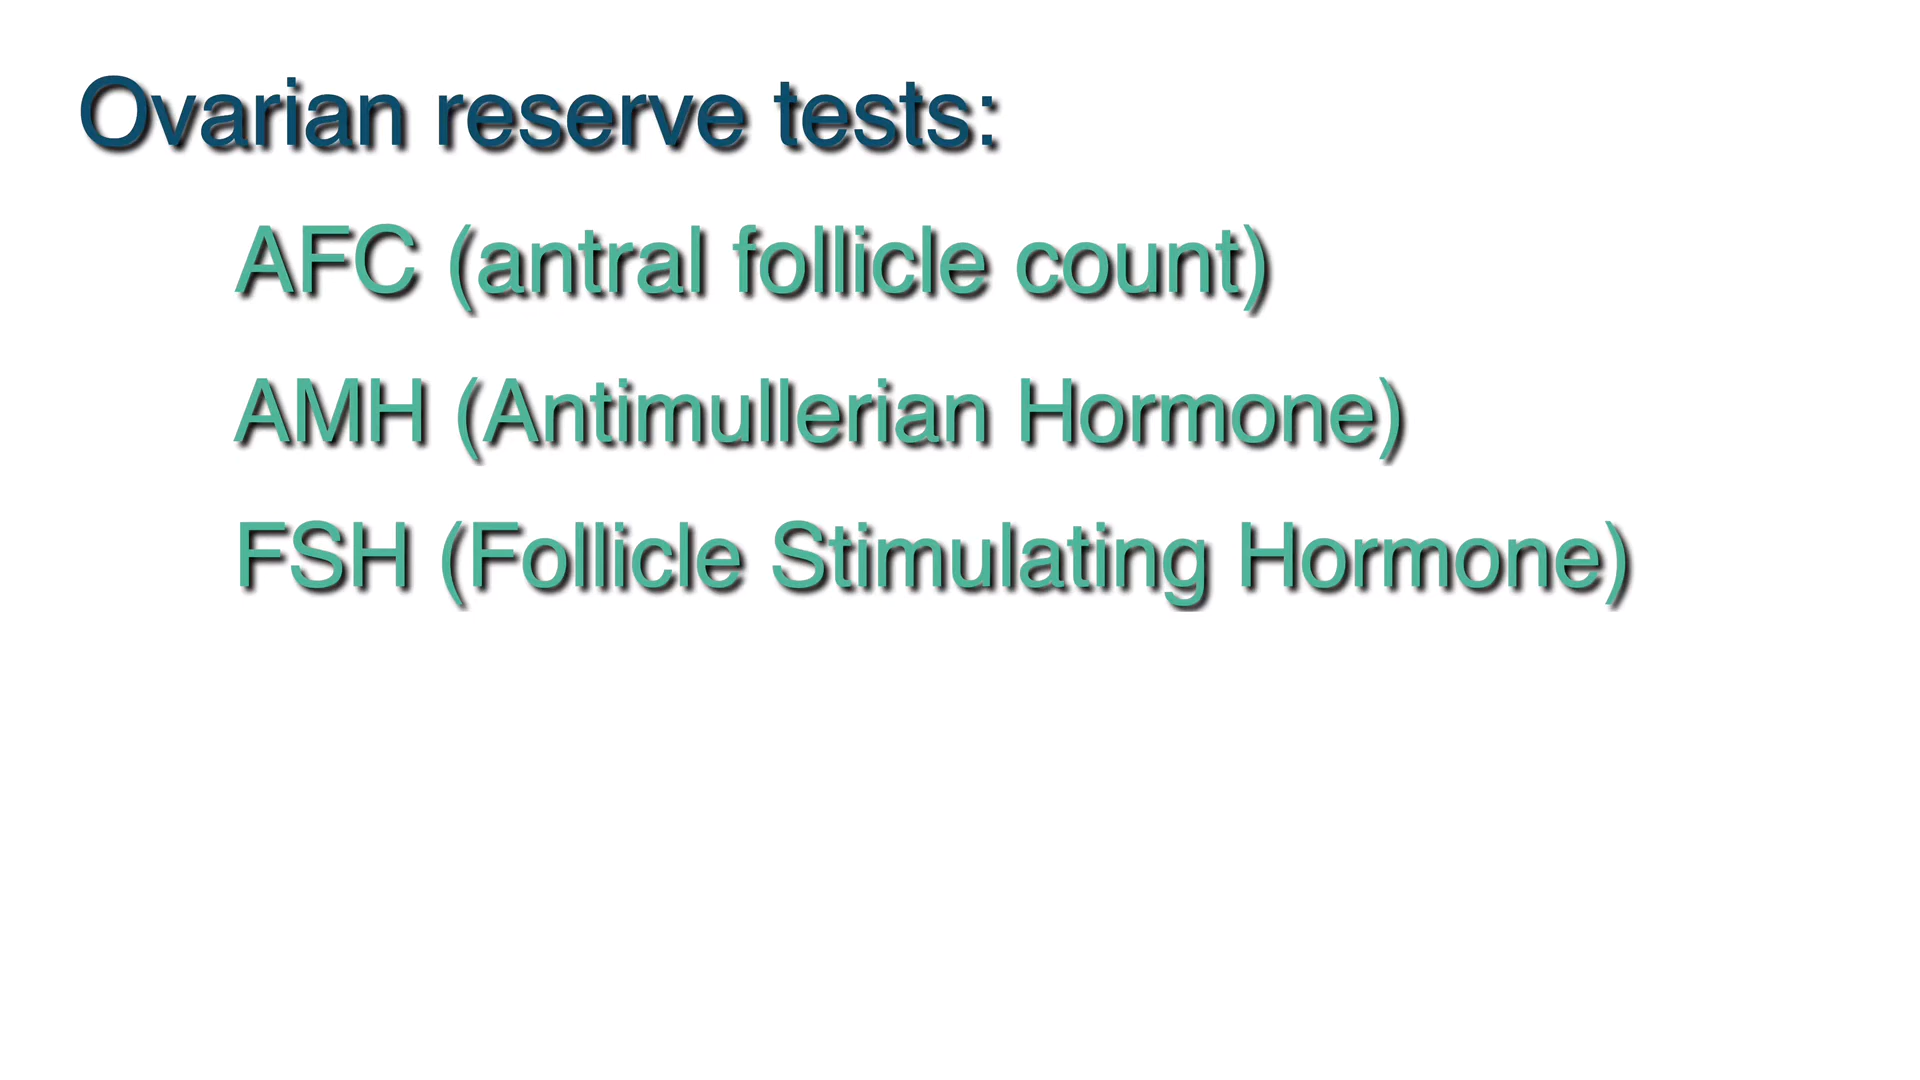 Ovarian reserve tests:
AFC (antral follicle count)
AMH (Antimullerian Hormone)
FSH (Follicle Stimulating Hormone)